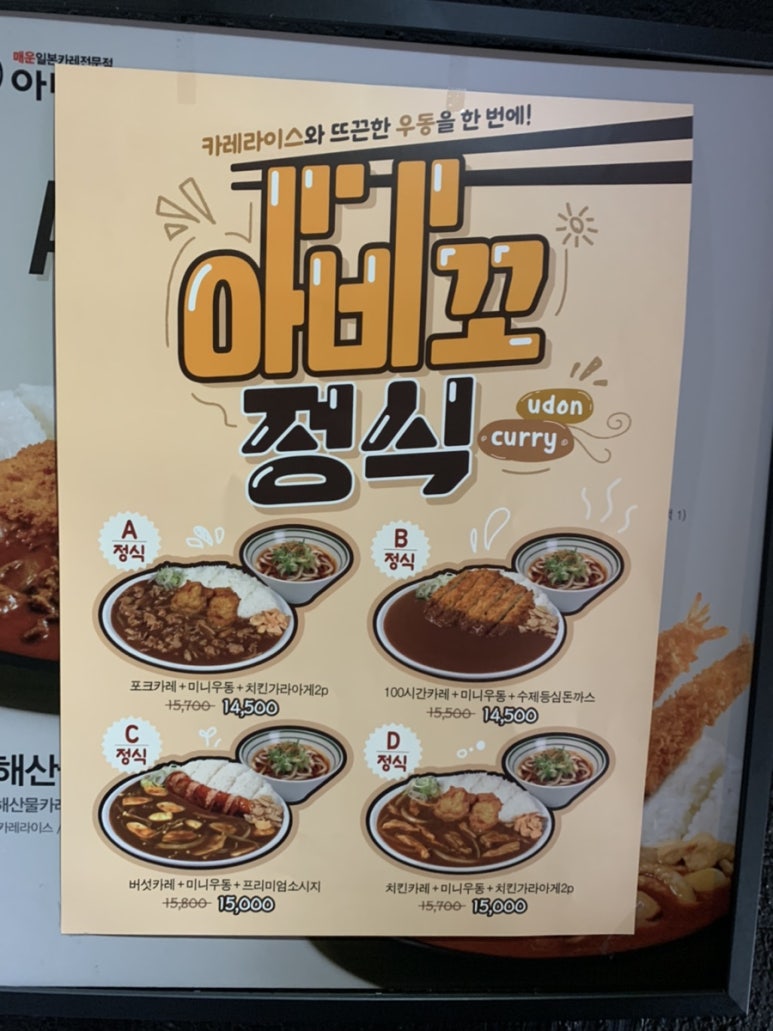 매운일본카레전문점
아
카레라이스와 뜨끈한 우동을 한 번에!
아비꼬
정식
udon
curry
1)
A
정식
B
정식
포크카레+미니우동+치킨가라아게2p
15,700 14,500
100시간카레+미니우동+수제등심돈까스
15,500 14,500
C
정식
D
정식
해산
해산물카
카레라이스 /
버섯카레+미니우동+프리미엄소시지
15,800 15,000
치킨카레+미니우동+치킨가라아게2p
15,700 15,000